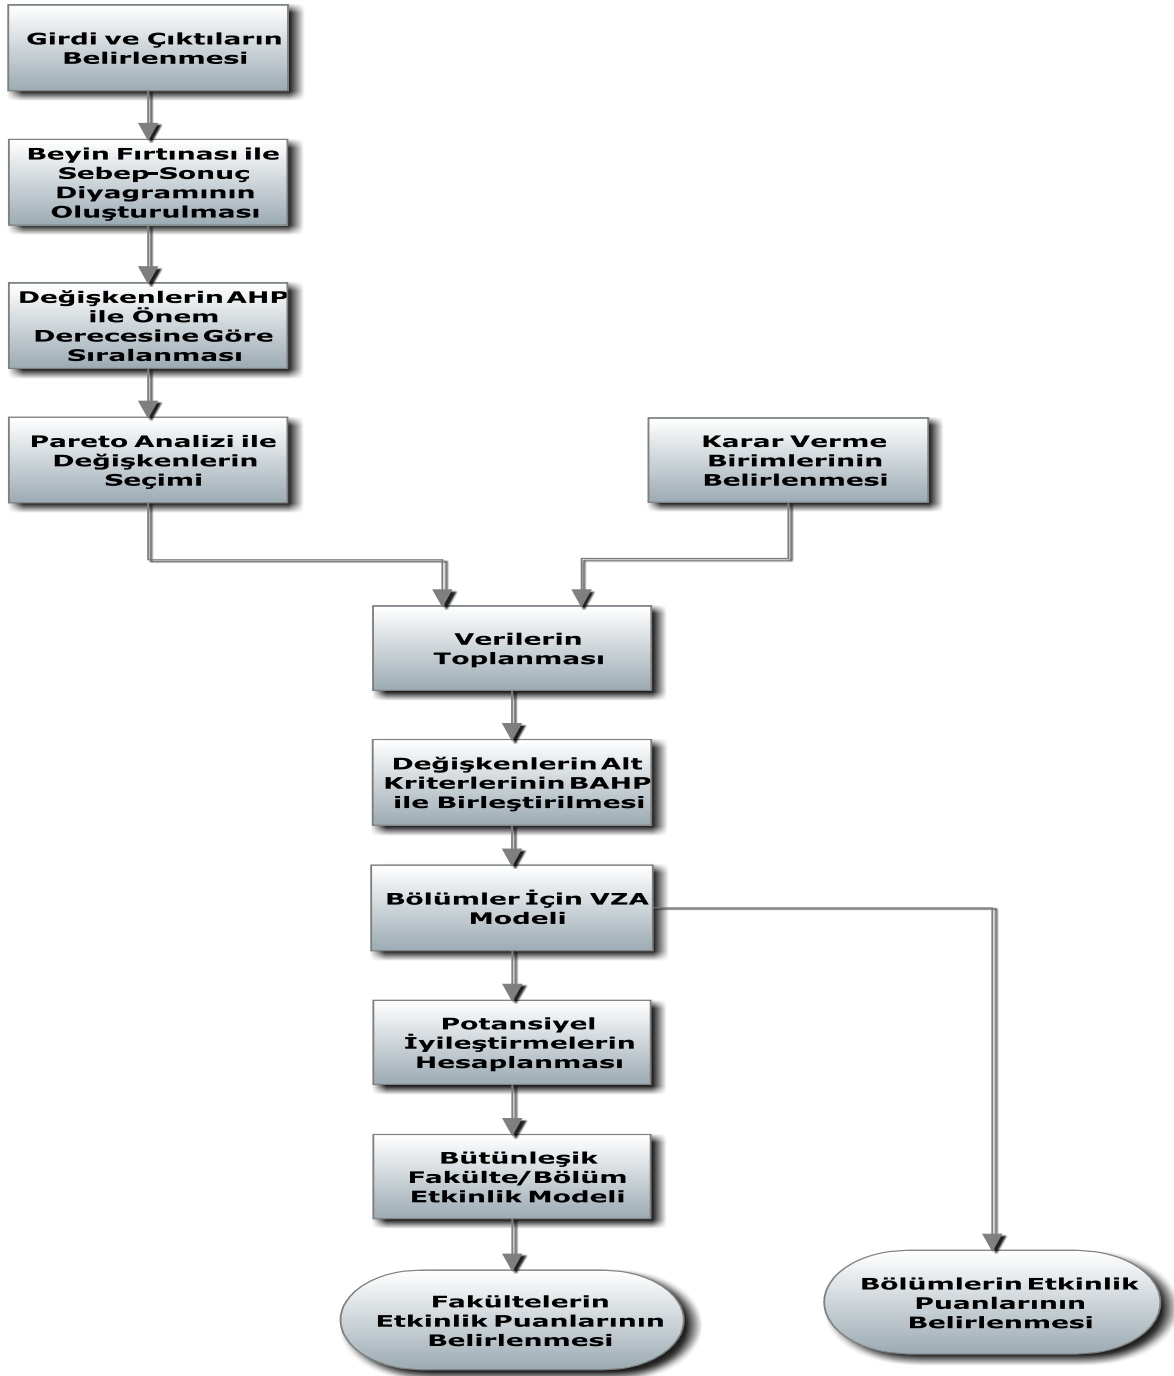 Girdi ve Çıktıların
Belirlenmesi
Beyin Fırtınası ile
Sebep-Sonuç
Diyagramının
Oluşturulması
Değişkenlerin AHP
ile Önem
Derecesine Göre
Sıralanması
Pareto Analizi ile
Değişkenlerin
Seçimi
Karar Verme
Birimlerinin
Belirlenmesi
Verilerin
Toplanması
Değişkenlerin Alt
Kriterlerinin BAHP
ile Birleştirilmesi
Bölümler İçin VZA
Modeli
Potansiyel
İyileştirmelerin
Hesaplanması
Bütünleşik
Fakülte/Bölüm
Etkinlik Modeli
Fakültelerin
Etkinlik Puanlarının
Belirlenmesi
Bölümlerin Etkinlik
Puanlarının
Belirlenmesi